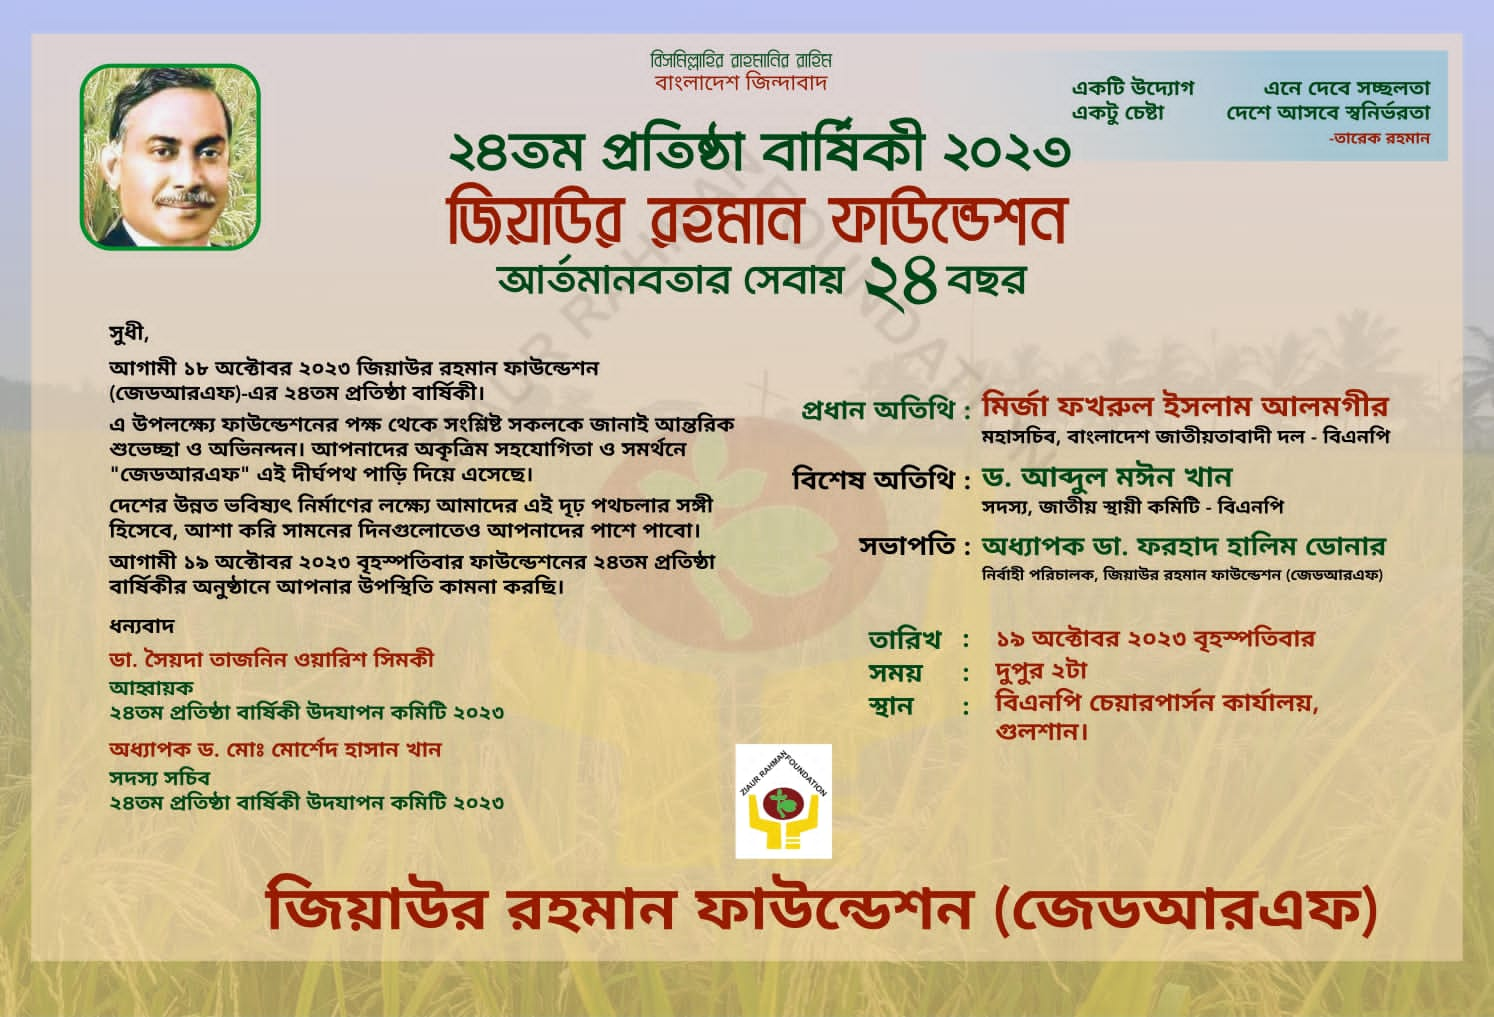 বিসমিল্লাহির রাহমানির রাহিম
বাংলাদেশ জিন্দাবাদ
একটি উদ্যোগ এনে দেবে সচ্ছলতা
একটু চেষ্টা দেশে আসবে স্বনির্ভরতা
-তারেক রহমান
২৪তম প্রতিষ্ঠা বার্ষিকী ২০২৩
জিয়াউর রহমান ফাউন্ডেশন
আর্তমানবতার সেবায় ২৪ বছর
সুধী,
আগামী ১৮ অক্টোবর ২০২৩ জিয়াউর রহমান ফাউন্ডেশন
(জেডআরএফ)-এর ২৪তম প্রতিষ্ঠা বার্ষিকী।
এ উপলক্ষ্যে ফাউন্ডেশনের পক্ষ থেকে সংশ্লিষ্ট সকলকে জানাই আন্তরিক
শুভেচ্ছা ও অভিনন্দন। আপনাদের অকৃত্রিম সহযোগিতা ও সমর্থনে
"জেডআরএফ" এই দীর্ঘপথ পাড়ি দিয়ে এসেছে।
দেশের উন্নত ভবিষ্যৎ নির্মাণের লক্ষ্যে আমাদের এই দৃঢ় পথচলার সঙ্গী
হিসেবে, আশা করি সামনের দিনগুলোতেও আপনাদের পাশে পাবো।
আগামী ১৯ অক্টোবর ২০২৩ বৃহস্পতিবার ফাউন্ডেশনের ২৪তম প্রতিষ্ঠা
বার্ষিকীর অনুষ্ঠানে আপনার উপস্থিতি কামনা করছি।
ধন্যবাদ
ডা. সৈয়দা তাজনিন ওয়ারিশ সিমকী
আহ্বায়ক
২৪তম প্রতিষ্ঠা বার্ষিকী উদযাপন কমিটি ২০২৩
অধ্যাপক ড. মোঃ মোর্শেদ হাসান খান
সদস্য সচিব
২৪তম প্রতিষ্ঠা বার্ষিকী উদযাপন কমিটি ২০২৩
প্রধান অতিথি : মির্জা ফখরুল ইসলাম আলমগীর
মহাসচিব, বাংলাদেশ জাতীয়তাবাদী দল - বিএনপি
বিশেষ অতিথি : ড. আব্দুল মঈন খান
সদস্য, জাতীয় স্থায়ী কমিটি - বিএনপি
সভাপতি : অধ্যাপক ডা. ফরহাদ হালিম ডোনার
নির্বাহী পরিচালক, জিয়াউর রহমান ফাউন্ডেশন (জেডআরএফ)
তারিখ : ১৯ অক্টোবর ২০২৩ বৃহস্পতিবার
সময় : দুপুর ২টা
স্থান : বিএনপি চেয়ারপার্সন কার্যালয়,
গুলশান।
ZIAUR RAHMAN FOUNDATION
জিয়াউর রহমান ফাউন্ডেশন (জেডআরএফ)
ZIAUR RAHMAN FOUNDATION